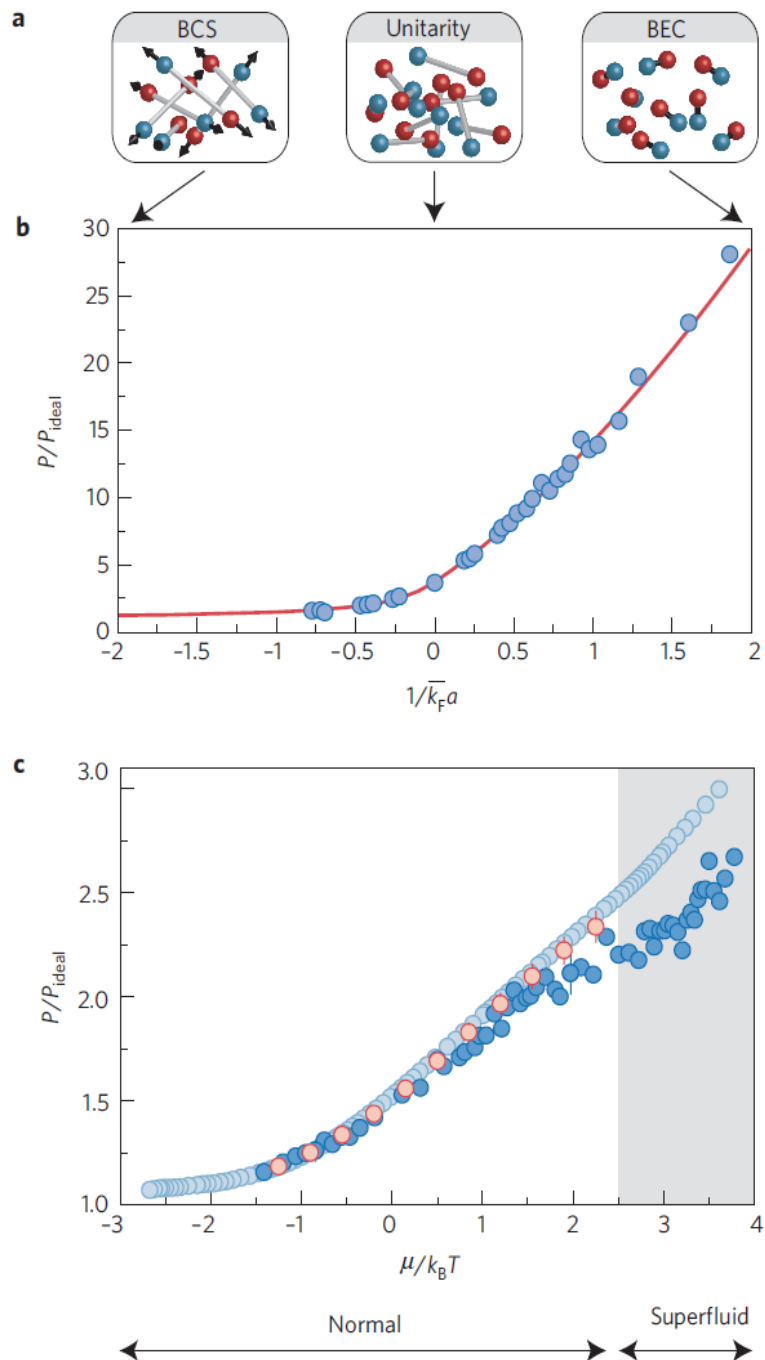 a
BCS Unitarity BEC
b
30
25
20
15
10
5
0
P/P_ideal
-2 -1.5 -1 -0.5 0 0.5 1 1.5 2
1/k̅_F a
c
3.0
2.5
2.0
1.5
1.0
P/P_ideal
-3 -2 -1 0 1 2 3 4
μ/k_BT
Normal Superfluid